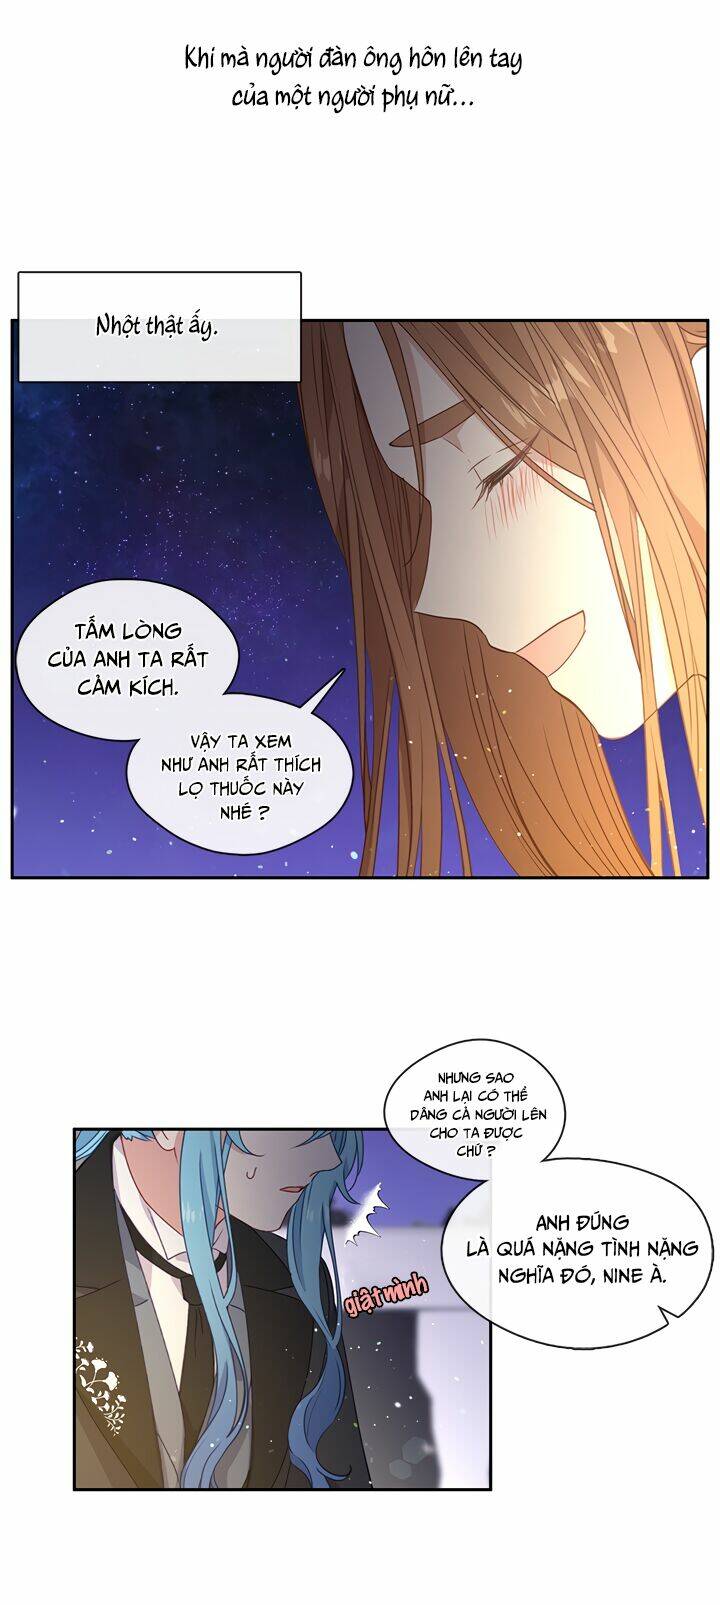 Khi mà người đàn ông hôn lên tay
của một người phụ nữ...
Nhột thật ấy.
TẤM LÒNG
CỦA ANH TA RẤT
CẢM KÍCH.
VẬY TA XEM
NHƯ ANH RẤT THÍCH
LỌ THUỐC NÀY
NHÉ ?
NHƯNG SAO
ANH LẠI CÓ THỂ
DÂNG CẢ NGƯỜI LÊN
CHO TA ĐƯỢC
CHỨ ?
ANH ĐÚNG
LÀ QUÁ NẶNG TÌNH NẶNG
NGHĨA ĐÓ, NINE À.
giật mình